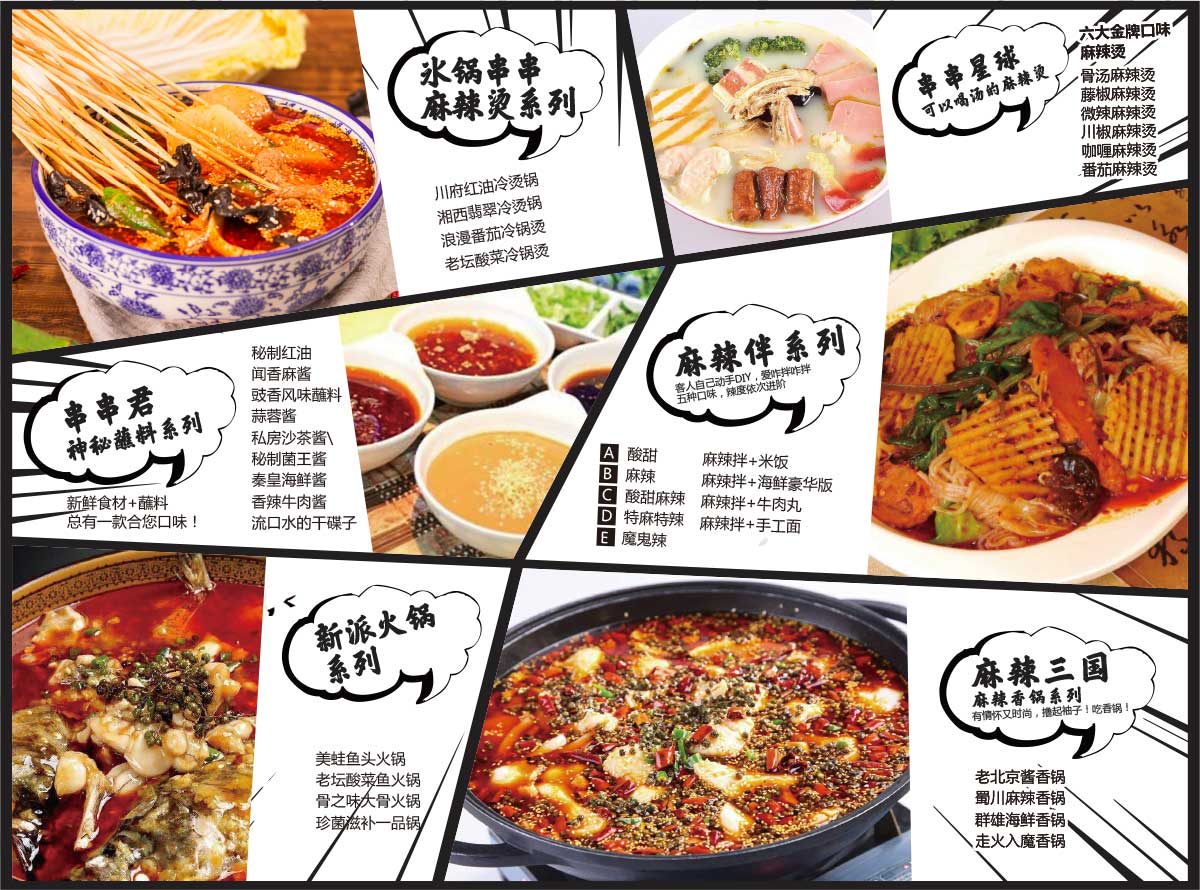 氷锅串串
麻辣烫系列
川府红油冷烫锅
湘西翡翠冷烫锅
浪漫番茄冷锅烫
老坛酸菜冷锅烫
串串星球
可以喝汤的麻辣烫
六大金牌口味
麻辣烫
骨汤麻辣烫
藤椒麻辣烫
微辣麻辣烫
川椒麻辣烫
咖喱麻辣烫
番茄麻辣烫
串串君
神秘蘸料系列
新鲜食材+蘸料
总有一款合您口味！
秘制红油
闻香麻酱
豉香风味蘸料
蒜蓉酱
私房沙茶酱\
秘制菌王酱
秦皇海鲜酱
香辣牛肉酱
流口水的干碟子
麻辣伴系列
客人自己动手DIY，爱咋拌咋拌
五种口味，辣度依次进阶
A 酸甜
B 麻辣
C 酸甜麻辣
D 特麻特辣
E 魔鬼辣
麻辣拌+米饭
麻辣拌+海鲜豪华版
麻辣拌+牛肉丸
麻辣拌+手工面
新派火锅
系列
美蛙鱼头火锅
老坛酸菜鱼火锅
骨之味大骨火锅
珍菌滋补一品锅
麻辣三国
麻辣香锅系列
有情怀又时尚，撸起袖子！吃香锅！
老北京酱香锅
蜀川麻辣香锅
群雄海鲜香锅
走火入魔香锅